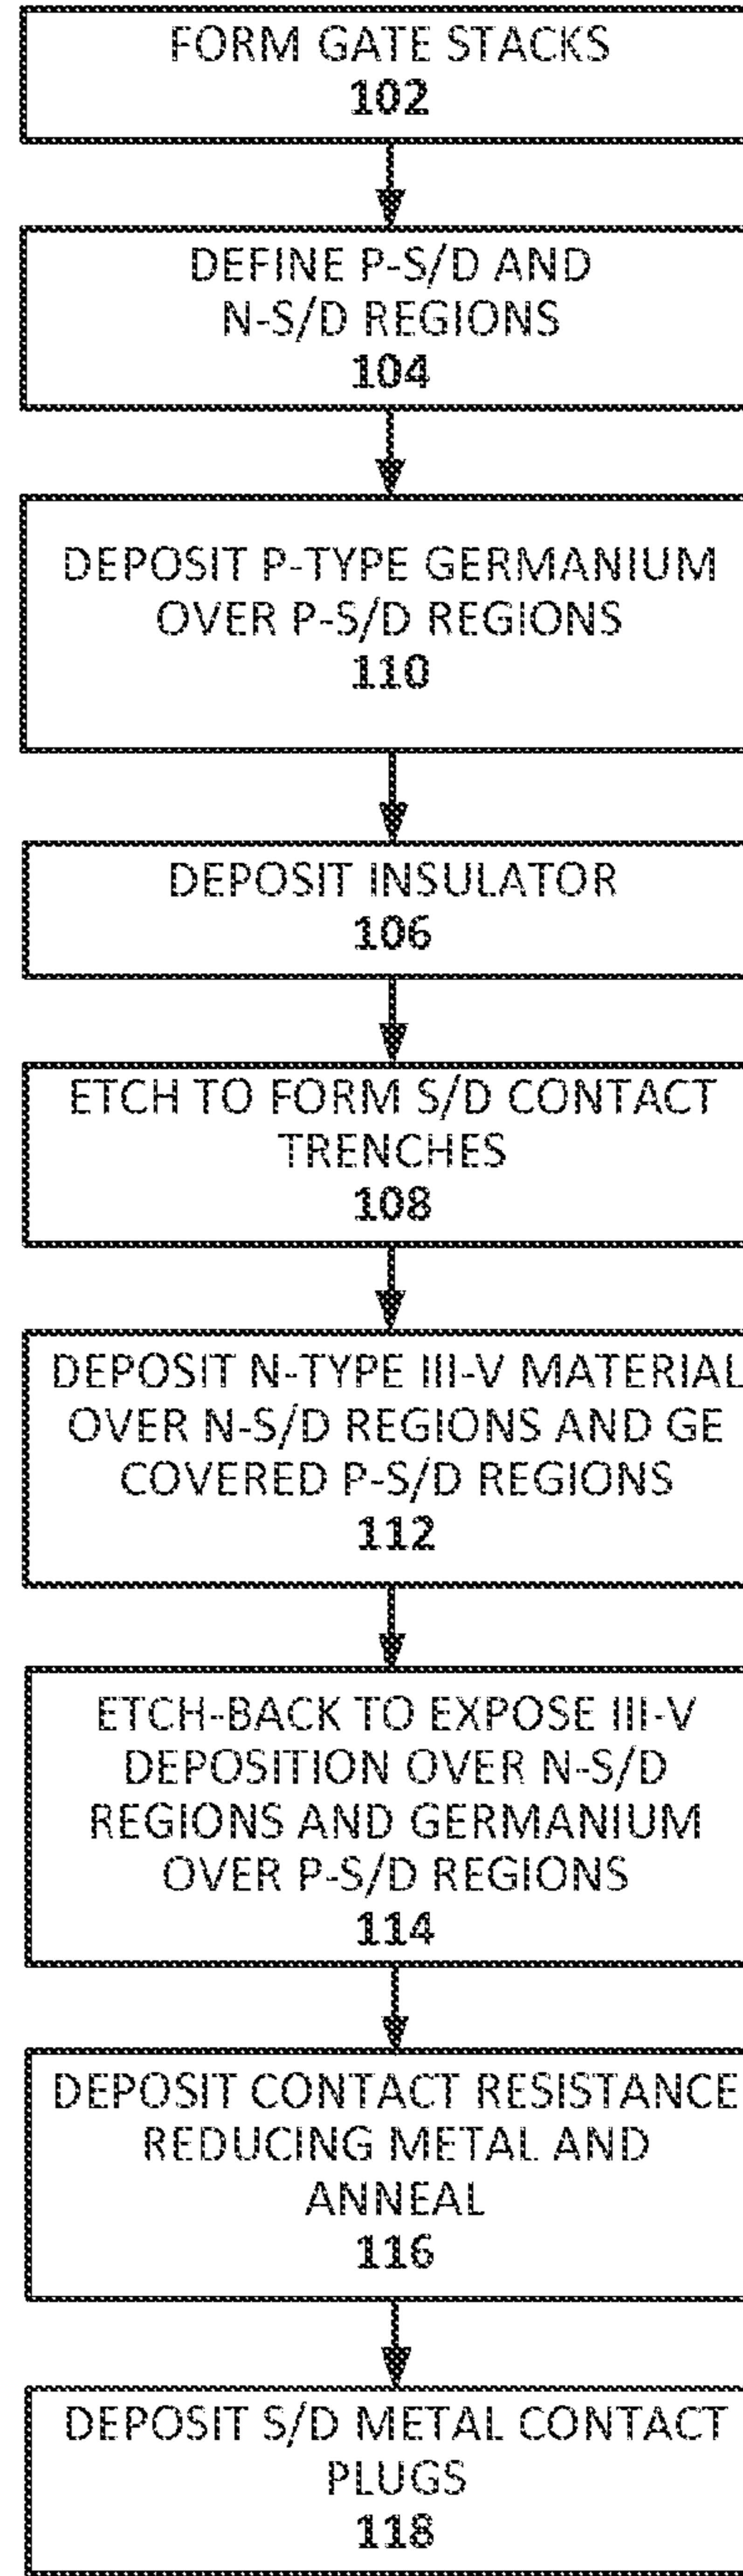 FORM GATE STACKS
102
DEFINE P-S/D AND
N-S/D REGIONS
104
DEPOSIT P-TYPE GERMANIUM
OVER P-S/D REGIONS
110
DEPOSIT INSULATOR
106
ETCH TO FORM S/D CONTACT
TRENCHES
108
DEPOSIT N-TYPE III-V MATERIAL
OVER N-S/D REGIONS AND GE
COVERED P-S/D REGIONS
112
ETCH-BACK TO EXPOSE III-V
DEPOSITION OVER N-S/D
REGIONS AND GERMANIUM
OVER P-S/D REGIONS
114
DEPOSIT CONTACT RESISTANCE
REDUCING METAL AND
ANNEAL
116
DEPOSIT S/D METAL CONTACT
PLUGS
118